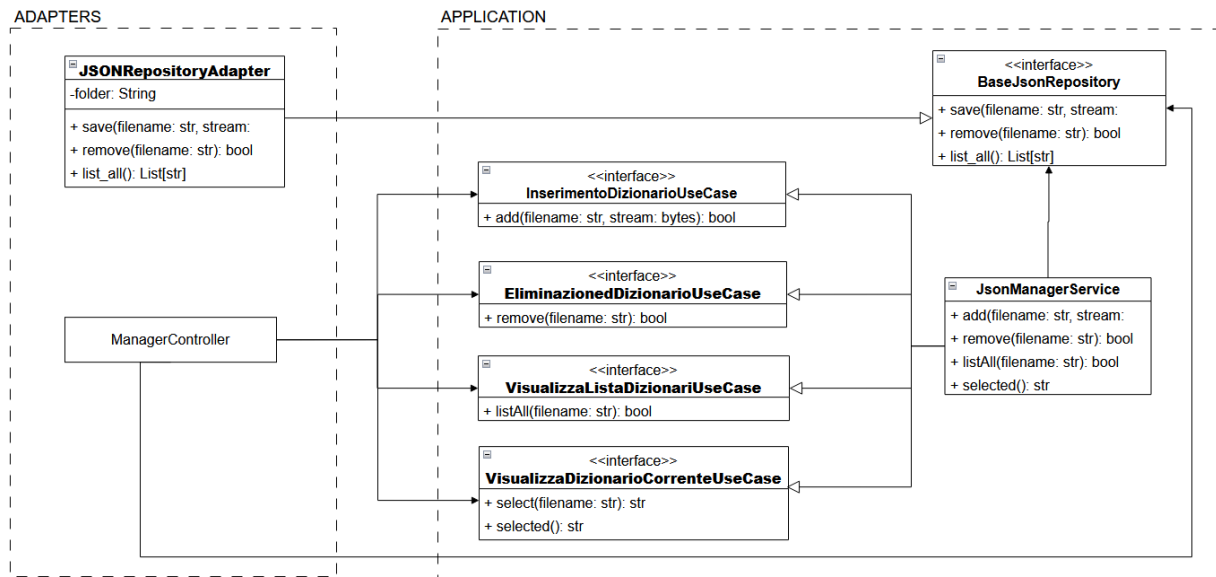 ADAPTERS
APPLICATION
JSONRepositoryAdapter
-folder: String
+ save(filename: str, stream:
+ remove(filename: str): bool
+ list_all(): List[str]
<<interface>>
BaseJsonRepository
+ save(filename: str, stream:
+ remove(filename: str): bool
+ list_all(): List[str]
<<interface>>
InserimentoDizionarioUseCase
+ add(filename: str, stream: bytes): bool
<<interface>>
EliminazionedDizionarioUseCase
+ remove(filename: str): bool
ManagerController
<<interface>>
VisualizzaListaDizionariUseCase
+ listAll(filename: str): bool
<<interface>>
VisualizzaDizionarioCorrenteUseCase
+ select(filename: str): str
+ selected(): str
JsonManagerService
+ add(filename: str, stream:
+ remove(filename: str): bool
+ listAll(filename: str): bool
+ selected(): str